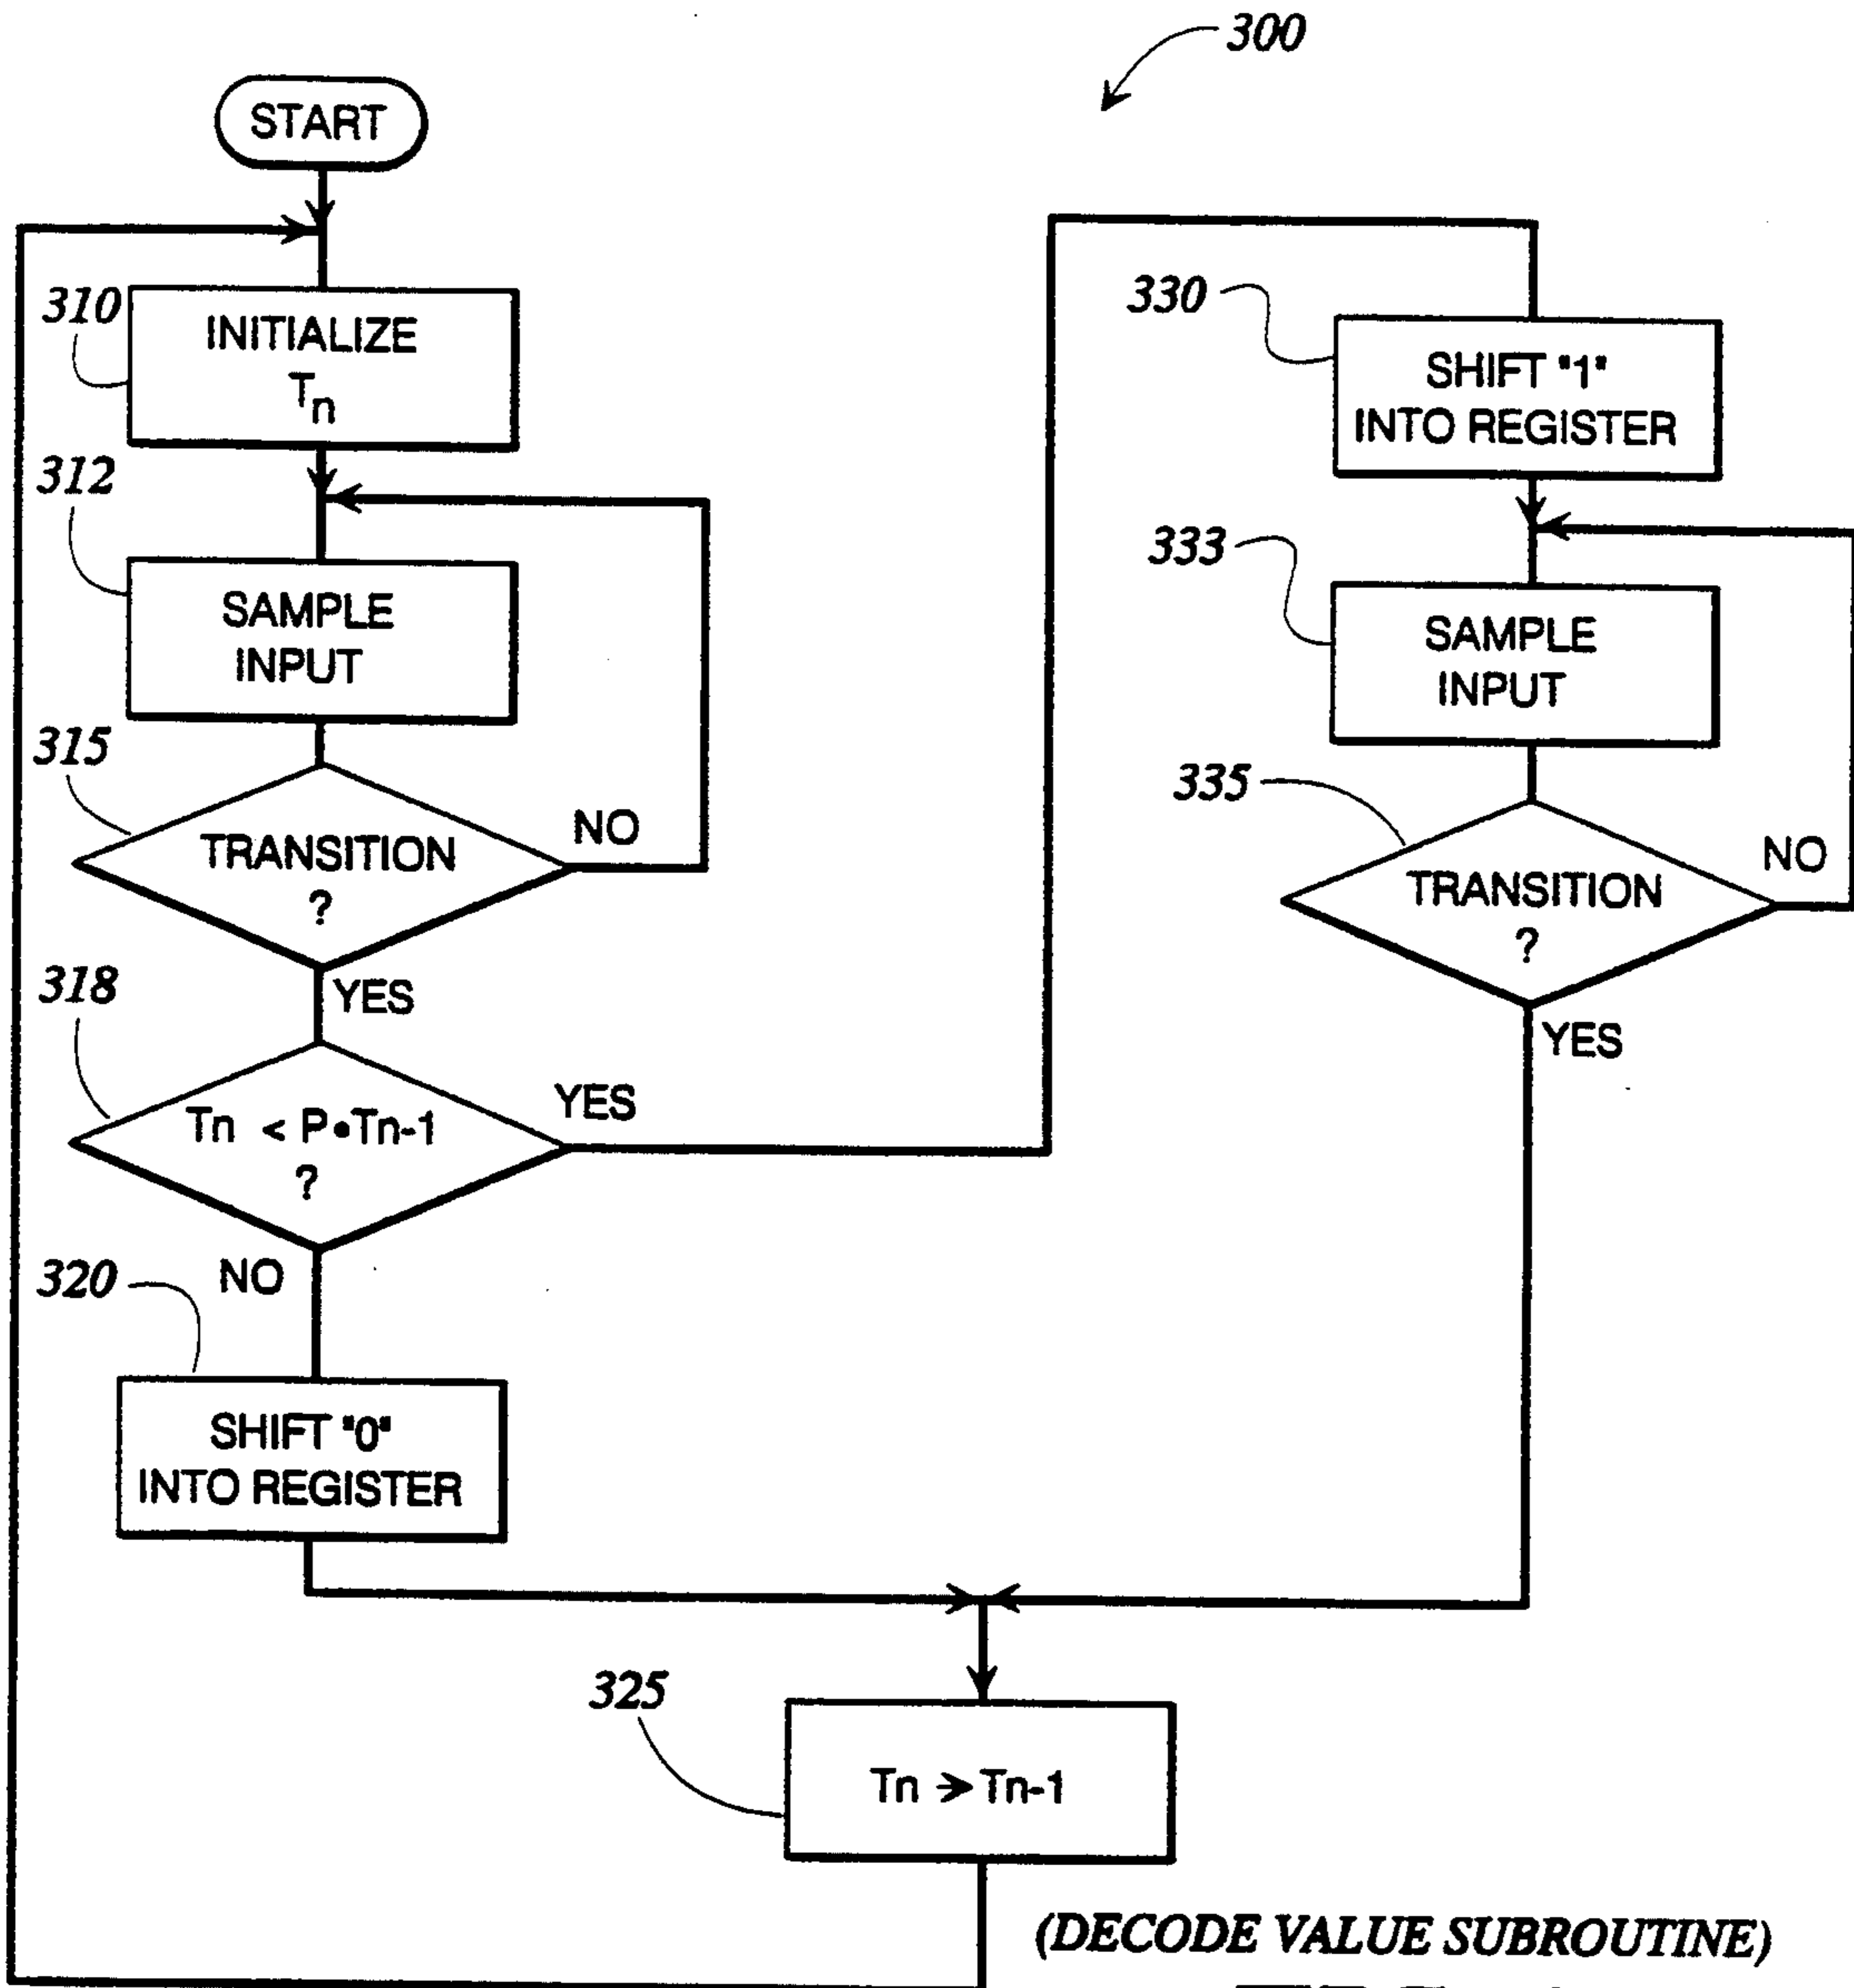 300
START
310
INITIALIZE
Tn
312
SAMPLE
INPUT
315
TRANSITION
?
NO
YES
318
Tn < P•Tn-1
?
YES
NO
320
SHIFT "0"
INTO REGISTER
330
SHIFT "1"
INTO REGISTER
333
SAMPLE
INPUT
335
TRANSITION
?
NO
YES
325
Tn → Tn-1
(DECODE VALUE SUBROUTINE)